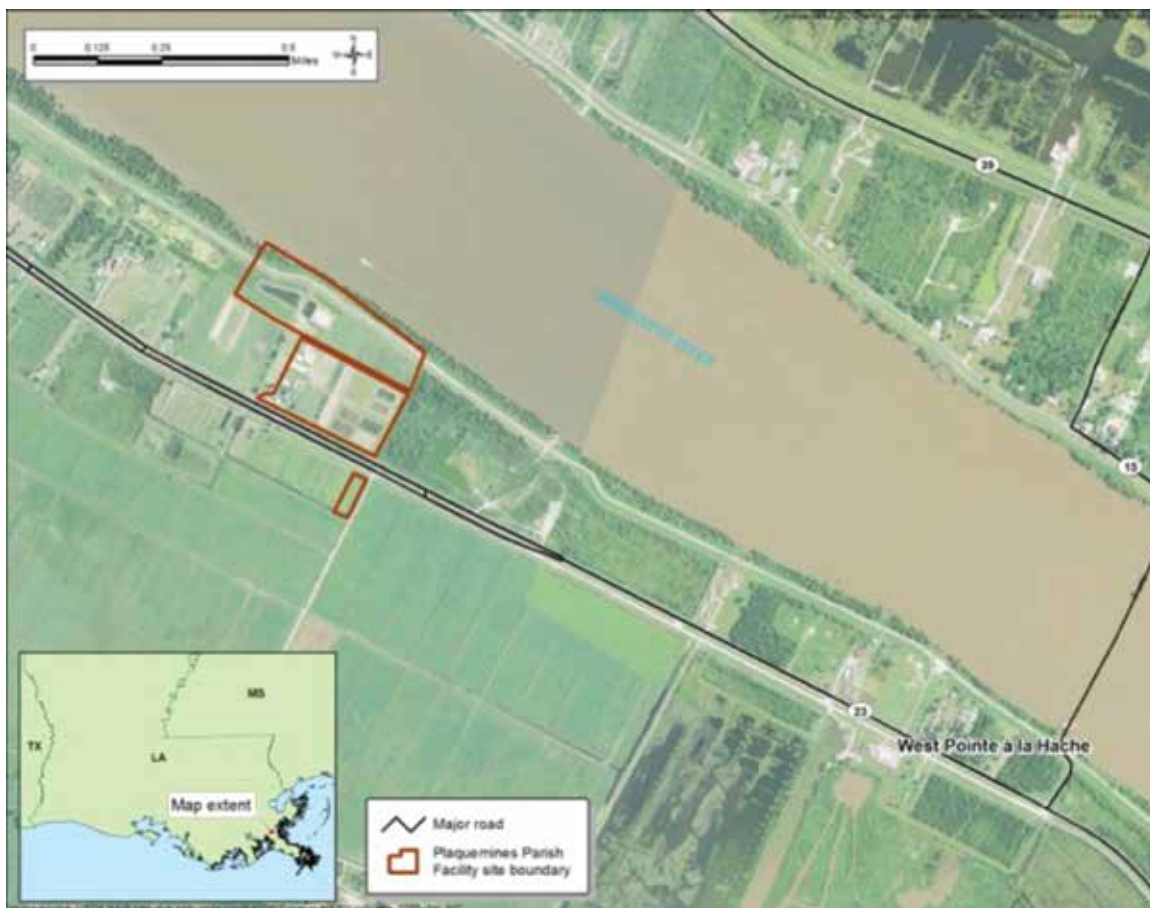 0 0.125 0.25 0.5
Miles
N
W E
S
39
15
23
West Pointe à la Hache
MS
TX
LA
Map extent
Major road
Plaquemines Parish
Facility site boundary